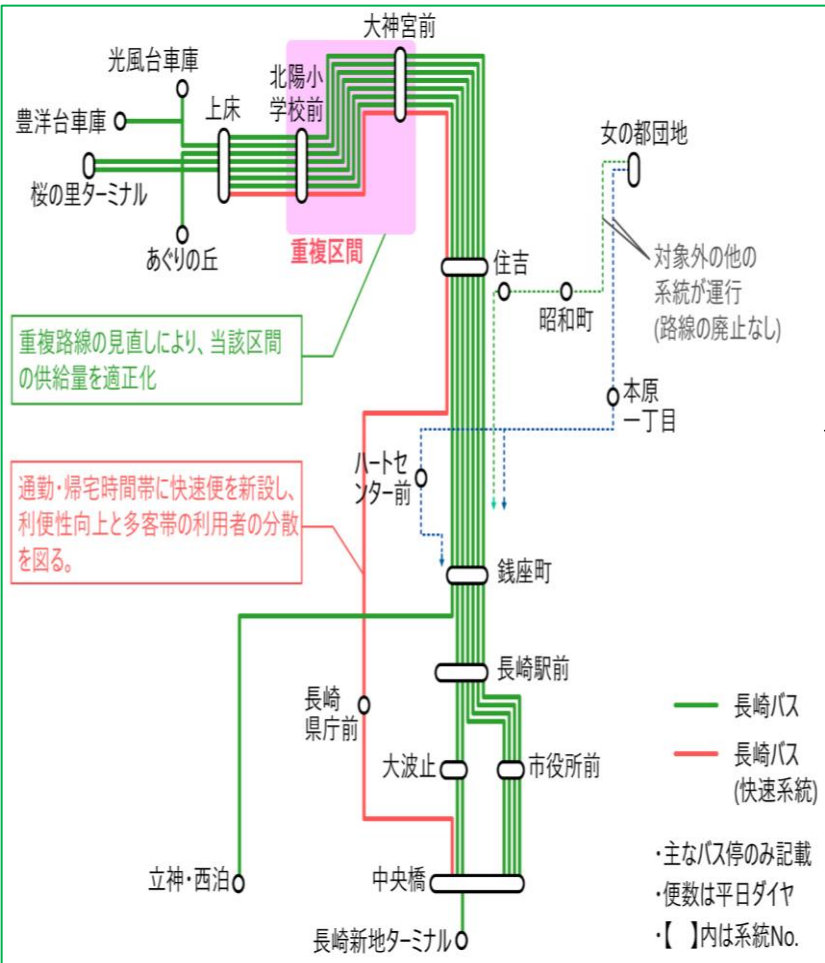 大神宮前
光風台車庫
北陽小
学校前
上床
豊洋台車庫
女の都団地
桜の里ターミナル
あぐりの丘
重複区間
住吉
対象外の他の
系統が運行
(路線の廃止なし)
昭和町
重複路線の見直しにより、当該区間
の供給量を適正化
本原
一丁目
ハートセ
ンター前
通勤・帰宅時間帯に快速便を新設し、
利便性向上と多客帯の利用者の分散
を図る。
銭座町
長崎駅前
長崎
県庁前
長崎バス
長崎バス
(快速系統)
大波止
市役所前
・主なバス停のみ記載
立神・西泊
中央橋
・便数は平日ダイヤ
長崎新地ターミナル
・【 】内は系統No.